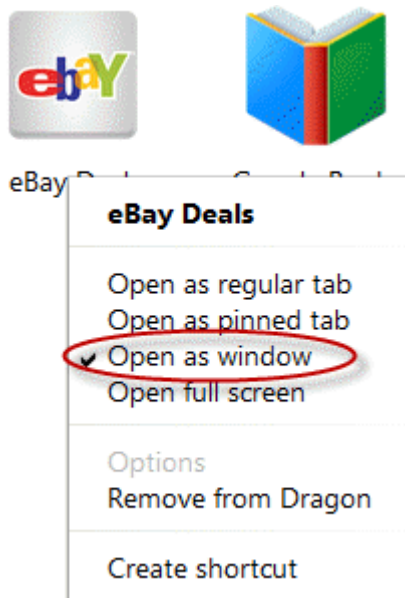 ebaY
eBay
eBay Deals
Open as regular tab
Open as pinned tab
Open as window
Open full screen
Options
Remove from Dragon
Create shortcut